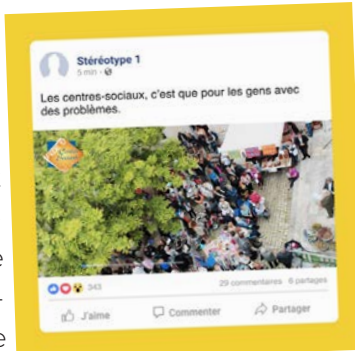 Stéréotype 1
5 min
Les centres-sociaux, c'est que pour les gens avec
des problèmes.
343
29 commentaires 6 partages
J'aime
Commenter
Partager
e
e